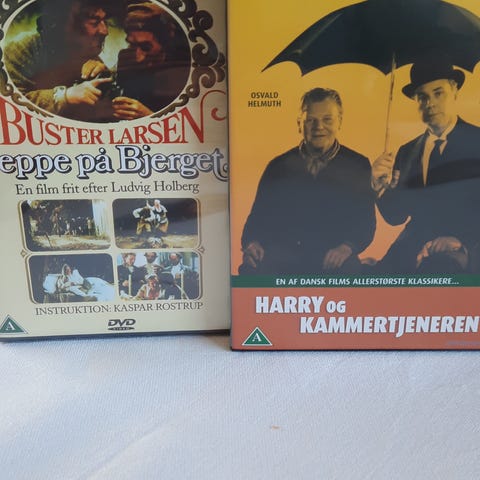 BUSTER LARSEN
eppe på Bjerget
En film frit efter Ludvig Holberg
INSTRUKTION: KASPAR ROSTRUP
A
DVD
VIDEO
OSVALD
HELMUTH
EN AF DANSK FILMS ALLERSTØRSTE KLASSIKERE...
HARRY OG
KAMMERTJENEREN
A